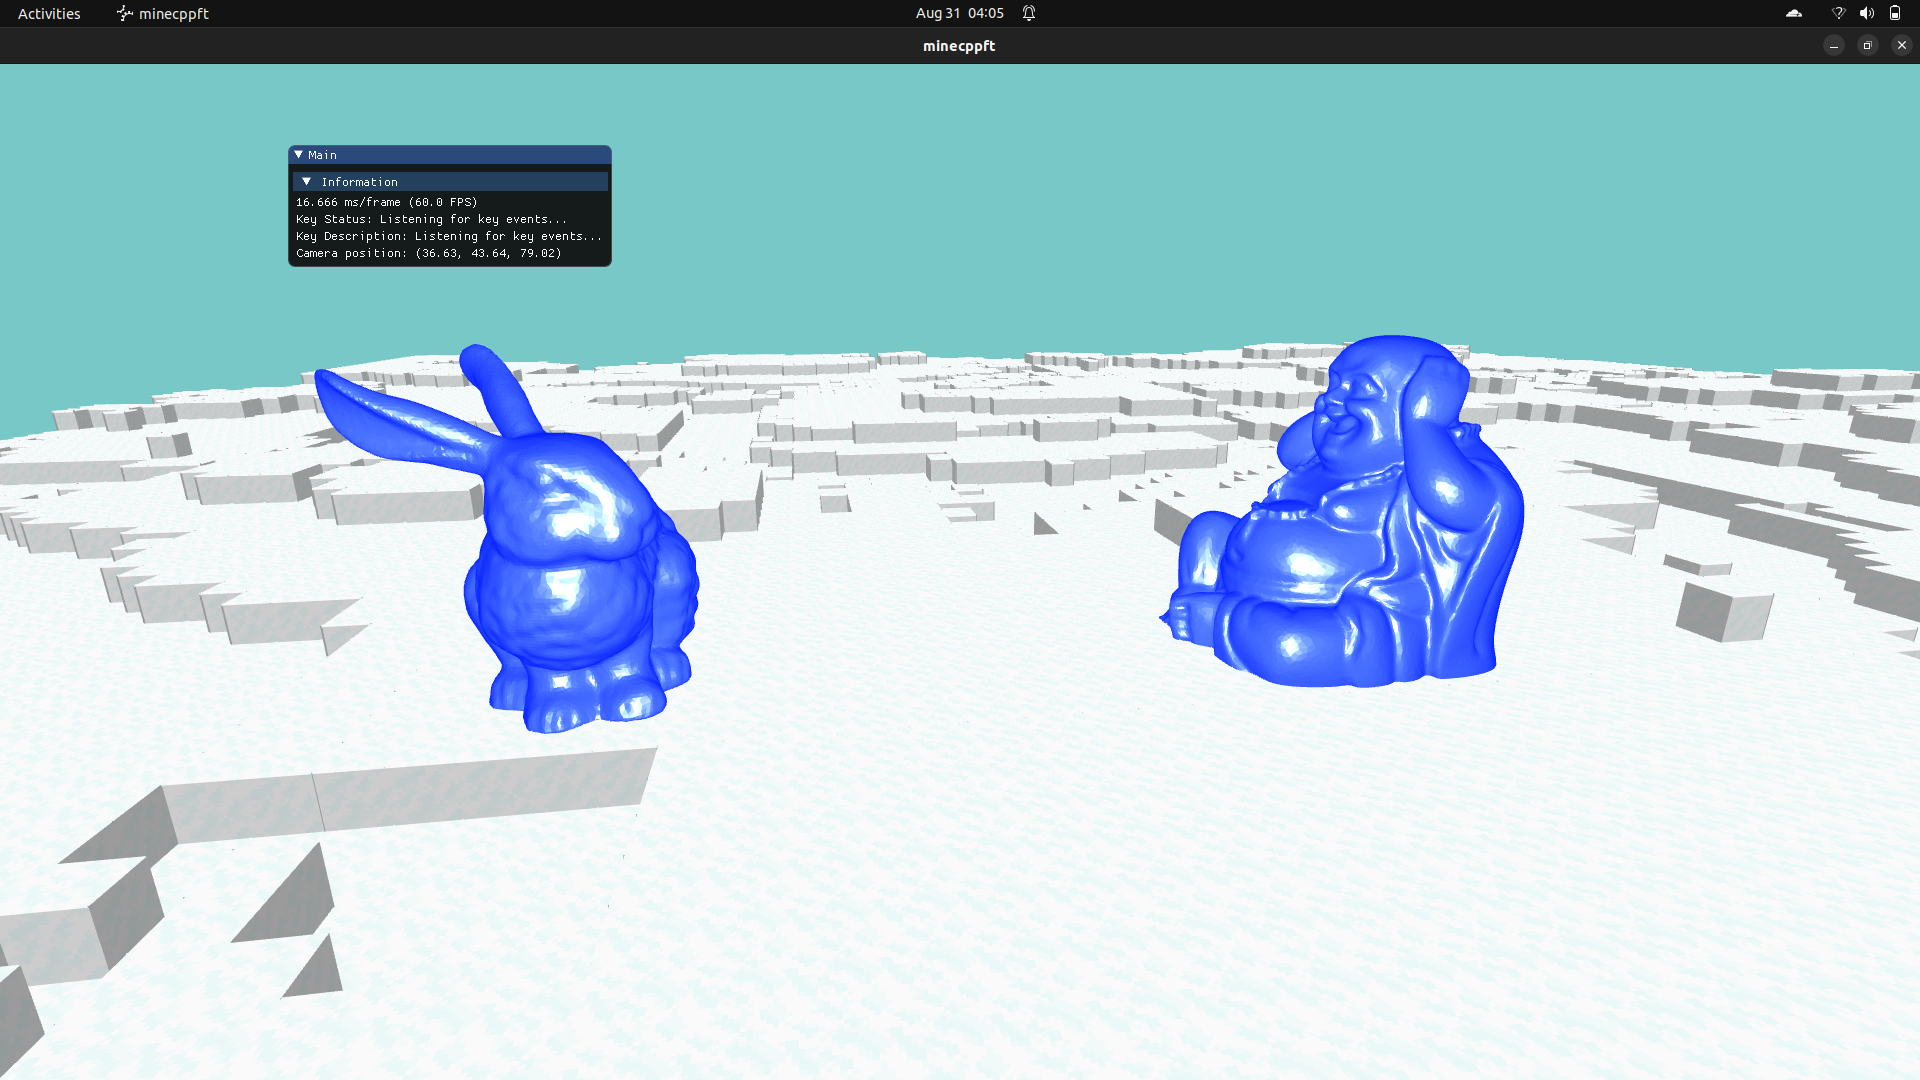 Activities
minecppft
Aug 31 04:05
minecppft
Main
Information
16.666 ms/frame (60.0 FPS)
Key Status: Listening for key events...
Key Description: Listening for key events...
Camera position: (36.63, 43.64, 79.02)